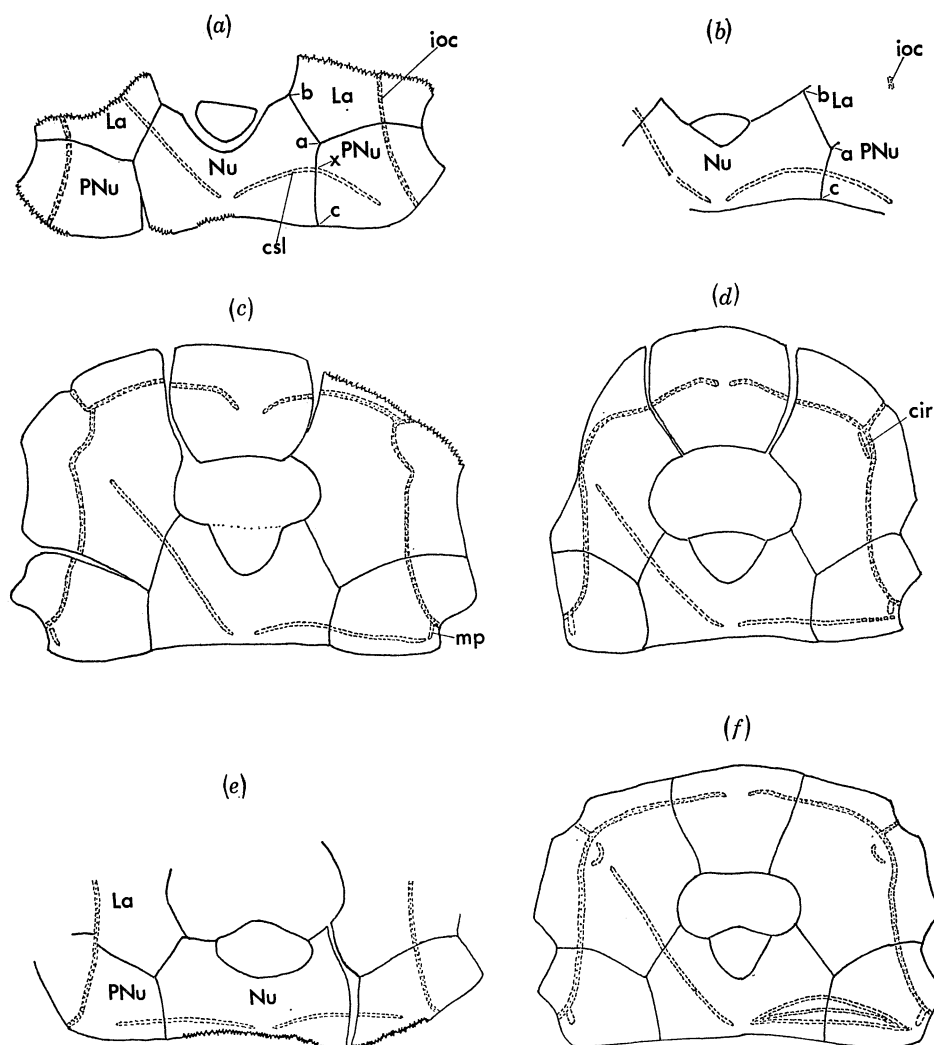 (a)
ioc
b
La
La
a
PNu
x
Nu
PNu
c
csl
(b)
ioc
b
La
a
PNu
Nu
c
(c)
mp
(d)
cir
(e)
La
PNu
Nu
(f)